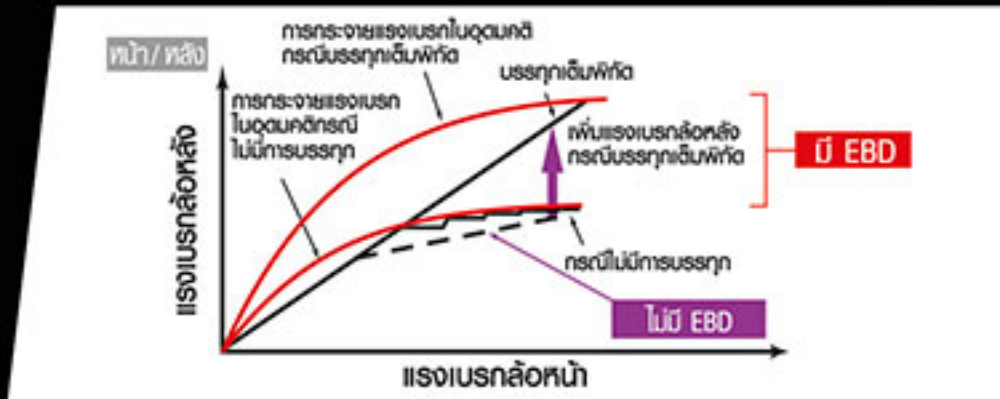 หน้า / หลัง
การกระจายแรงเบรกในอุดมคติ
กรณีบรรทุกเต็มพิกัด
บรรทุกเต็มพิกัด
การกระจายแรงเบรก
ในอุดมคติกรณี
ไม่มีการบรรทุก
เพิ่มแรงเบรกล้อหลัง
กรณีบรรทุกเต็มพิกัด
มี EBD
แรงเบรกล้อหลัง
กรณีไม่มีการบรรทุก
ไม่มี EBD
แรงเบรกล้อหน้า